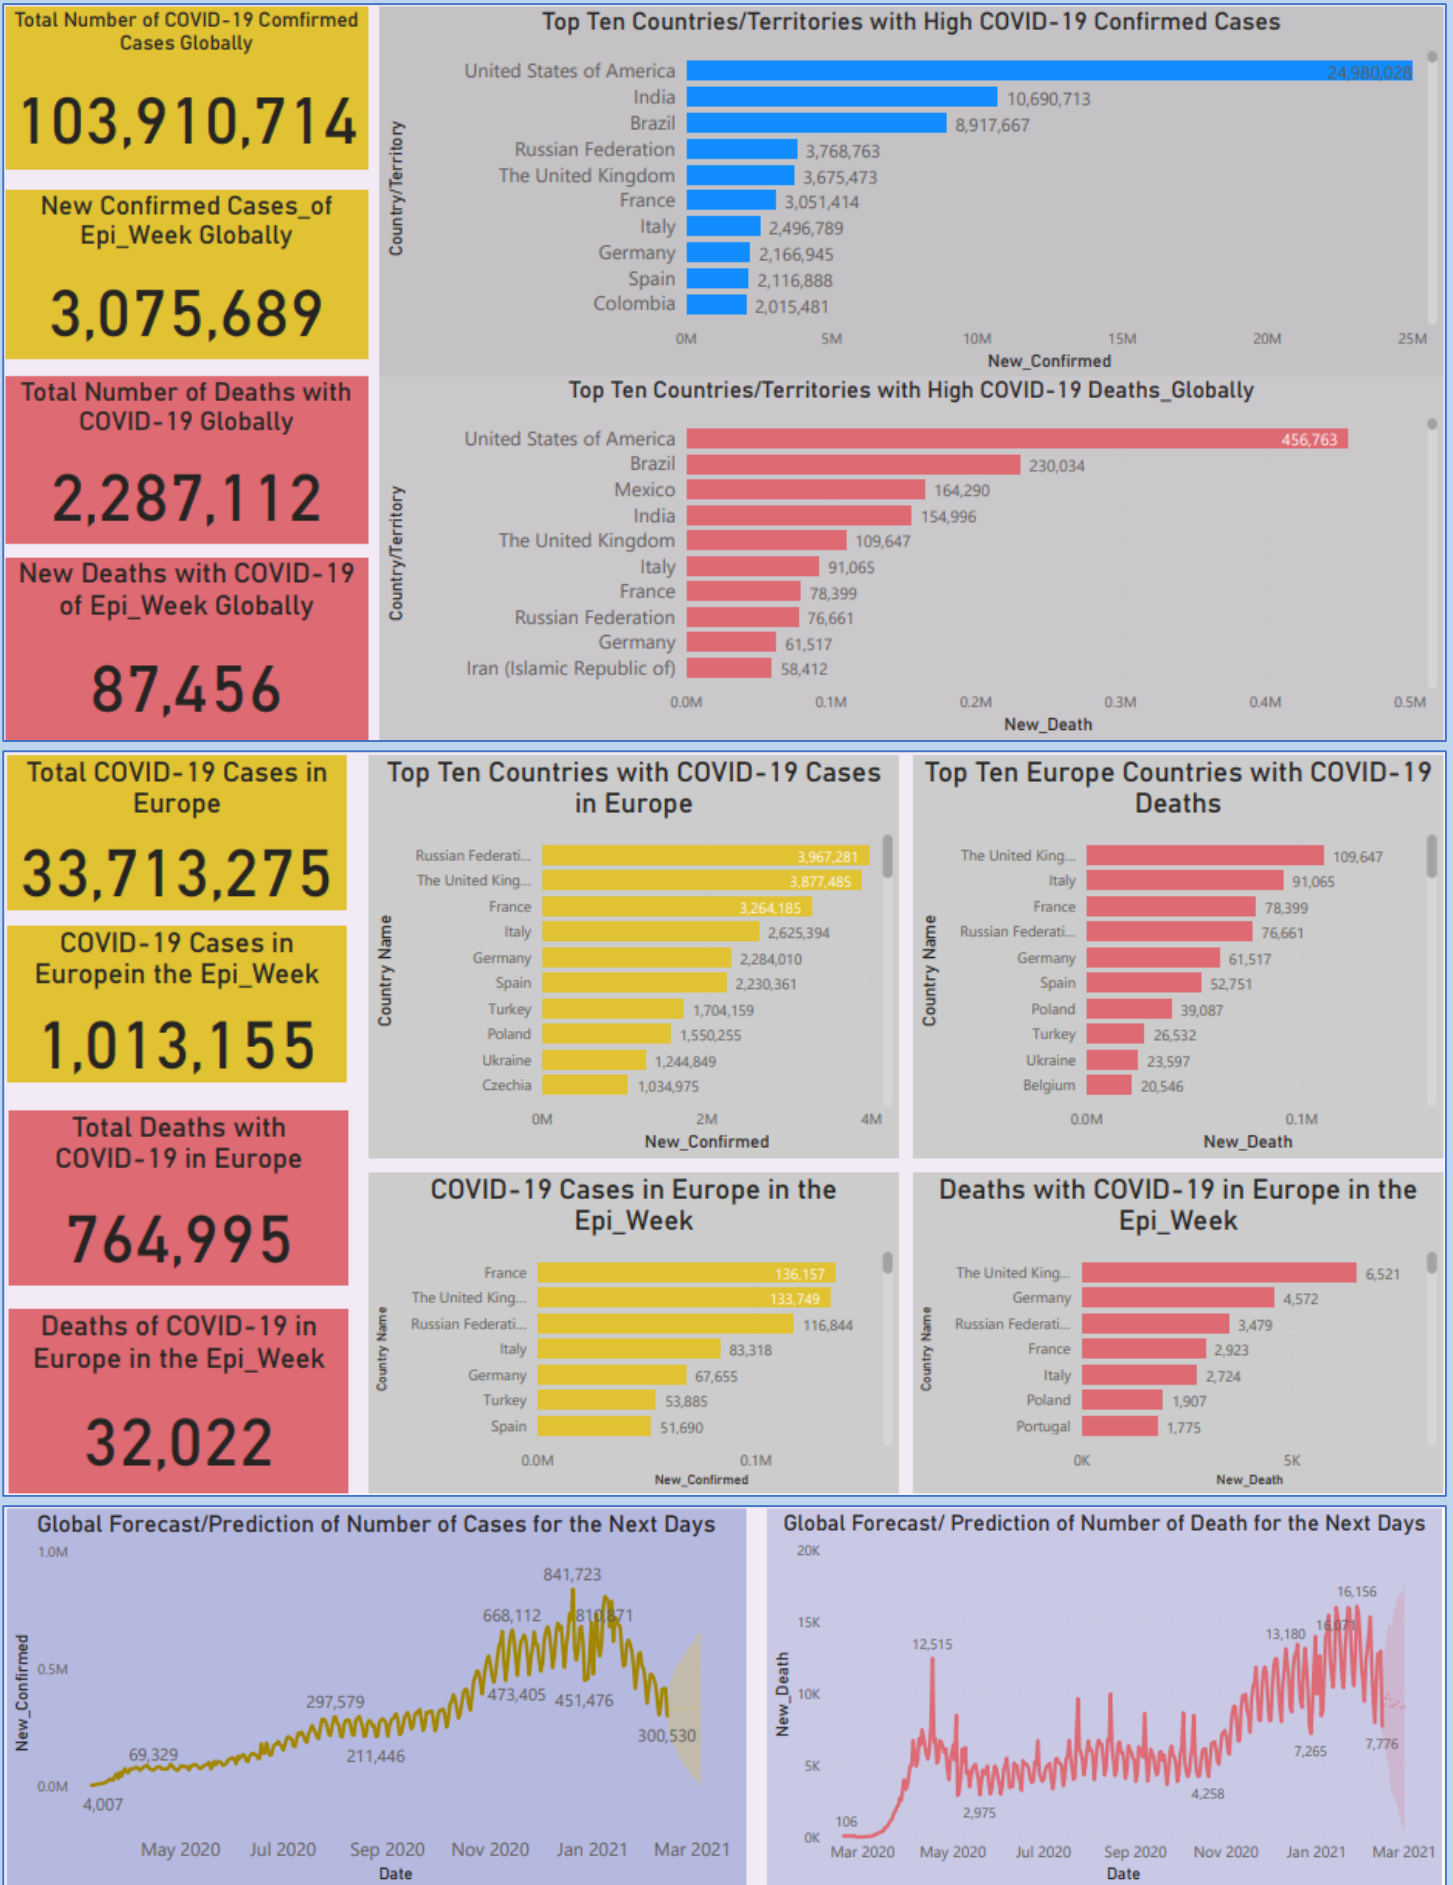 Total Number of COVID-19 Comfirmed
Cases Globally
103,910,714
New Confirmed Cases_of
Epi_Week Globally
3,075,689
Total Number of Deaths with
COVID-19 Globally
2,287,112
New Deaths with COVID-19
of Epi_Week Globally
87,456
Top Ten Countries/Territories with High COVID-19 Confirmed Cases
Country/Territory
United States of America 24,980,028
India 10,690,713
Brazil 8,917,667
Russian Federation 3,768,763
The United Kingdom 3,675,473
France 3,051,414
Italy 2,496,789
Germany 2,166,945
Spain 2,116,888
Colombia 2,015,481
0M 5M 10M 15M 20M 25M
New_Confirmed
Top Ten Countries/Territories with High COVID-19 Deaths_Globally
Country/Territory
United States of America 456,763
Brazil 230,034
Mexico 164,290
India 154,996
The United Kingdom 109,647
Italy 91,065
France 78,399
Russian Federation 76,661
Germany 61,517
Iran (Islamic Republic of) 58,412
0.0M 0.1M 0.2M 0.3M 0.4M 0.5M
New_Death
Total COVID-19 Cases in
Europe
33,713,275
COVID-19 Cases in
Europein the Epi_Week
1,013,155
Total Deaths with
COVID-19 in Europe
764,995
Deaths of COVID-19 in
Europe in the Epi_Week
32,022
Top Ten Countries with COVID-19 Cases
in Europe
Country Name
Russian Federati... 3,967,281
The United King... 3,877,485
France 3,264,185
Italy 2,625,394
Germany 2,284,010
Spain 2,230,361
Turkey 1,704,159
Poland 1,550,255
Ukraine 1,244,849
Czechia 1,034,975
0M 2M 4M
New_Confirmed
Top Ten Europe Countries with COVID-19
Deaths
Country Name
The United King... 109,647
Italy 91,065
France 78,399
Russian Federati... 76,661
Germany 61,517
Spain 52,751
Poland 39,087
Turkey 26,532
Ukraine 23,597
Belgium 20,546
0.0M 0.1M
New_Death
COVID-19 Cases in Europe in the
Epi_Week
Country Name
France 136,157
The United King... 133,749
Russian Federati... 116,844
Italy 83,318
Germany 67,655
Turkey 53,885
Spain 51,690
0.0M 0.1M
New_Confirmed
Deaths with COVID-19 in Europe in the
Epi_Week
Country Name
The United King... 6,521
Germany 4,572
Russian Federati... 3,479
France 2,923
Italy 2,724
Poland 1,907
Portugal 1,775
0K 5K
New_Death
Global Forecast/Prediction of Number of Cases for the Next Days
New_Confirmed
1.0M
0.5M
0.0M
841,723
668,112
810,871
473,405
451,476
297,579
300,530
211,446
69,329
4,007
May 2020 Jul 2020 Sep 2020 Nov 2020 Jan 2021 Mar 2021
Date
Global Forecast/ Prediction of Number of Death for the Next Days
New_Death
20K
15K
10K
5K
0K
16,156
16,071
13,180
12,515
7,265
7,776
4,258
2,975
106
Mar 2020 May 2020 Jul 2020 Sep 2020 Nov 2020 Jan 2021 Mar 2021
Date